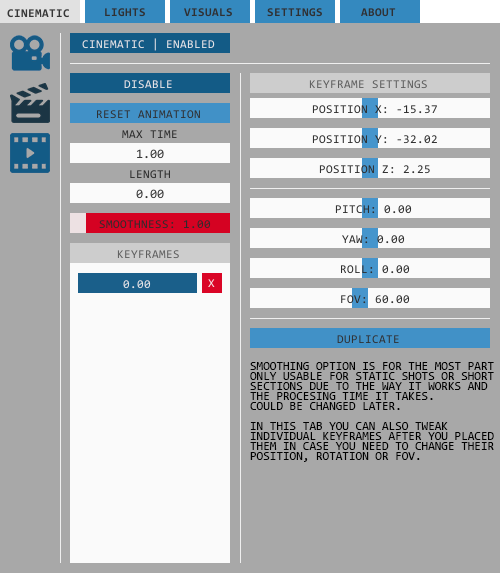 CINEMATIC LIGHTS VISUALS SETTINGS ABOUT
CINEMATIC | ENABLED
DISABLE
RESET ANIMATION
MAX TIME
1.00
LENGTH
0.00
SMOOTHNESS: 1.00
KEYFRAMES
0.00 X
KEYFRAME SETTINGS
POSITION X: -15.37
POSITION Y: -32.02
POSITION Z: 2.25
PITCH: 0.00
YAW: 0.00
ROLL: 0.00
FOV: 60.00
DUPLICATE
SMOOTHING OPTION IS FOR THE MOST PART
ONLY USABLE FOR STATIC SHOTS OR SHORT
SECTIONS DUE TO THE WAY IT WORKS AND
THE PROCESING TIME IT TAKES.
COULD BE CHANGED LATER.
IN THIS TAB YOU CAN ALSO TWEAK
INDIVIDUAL KEYFRAMES AFTER YOU PLACED
THEM IN CASE YOU NEED TO CHANGE THEIR
POSITION, ROTATION OR FOV.